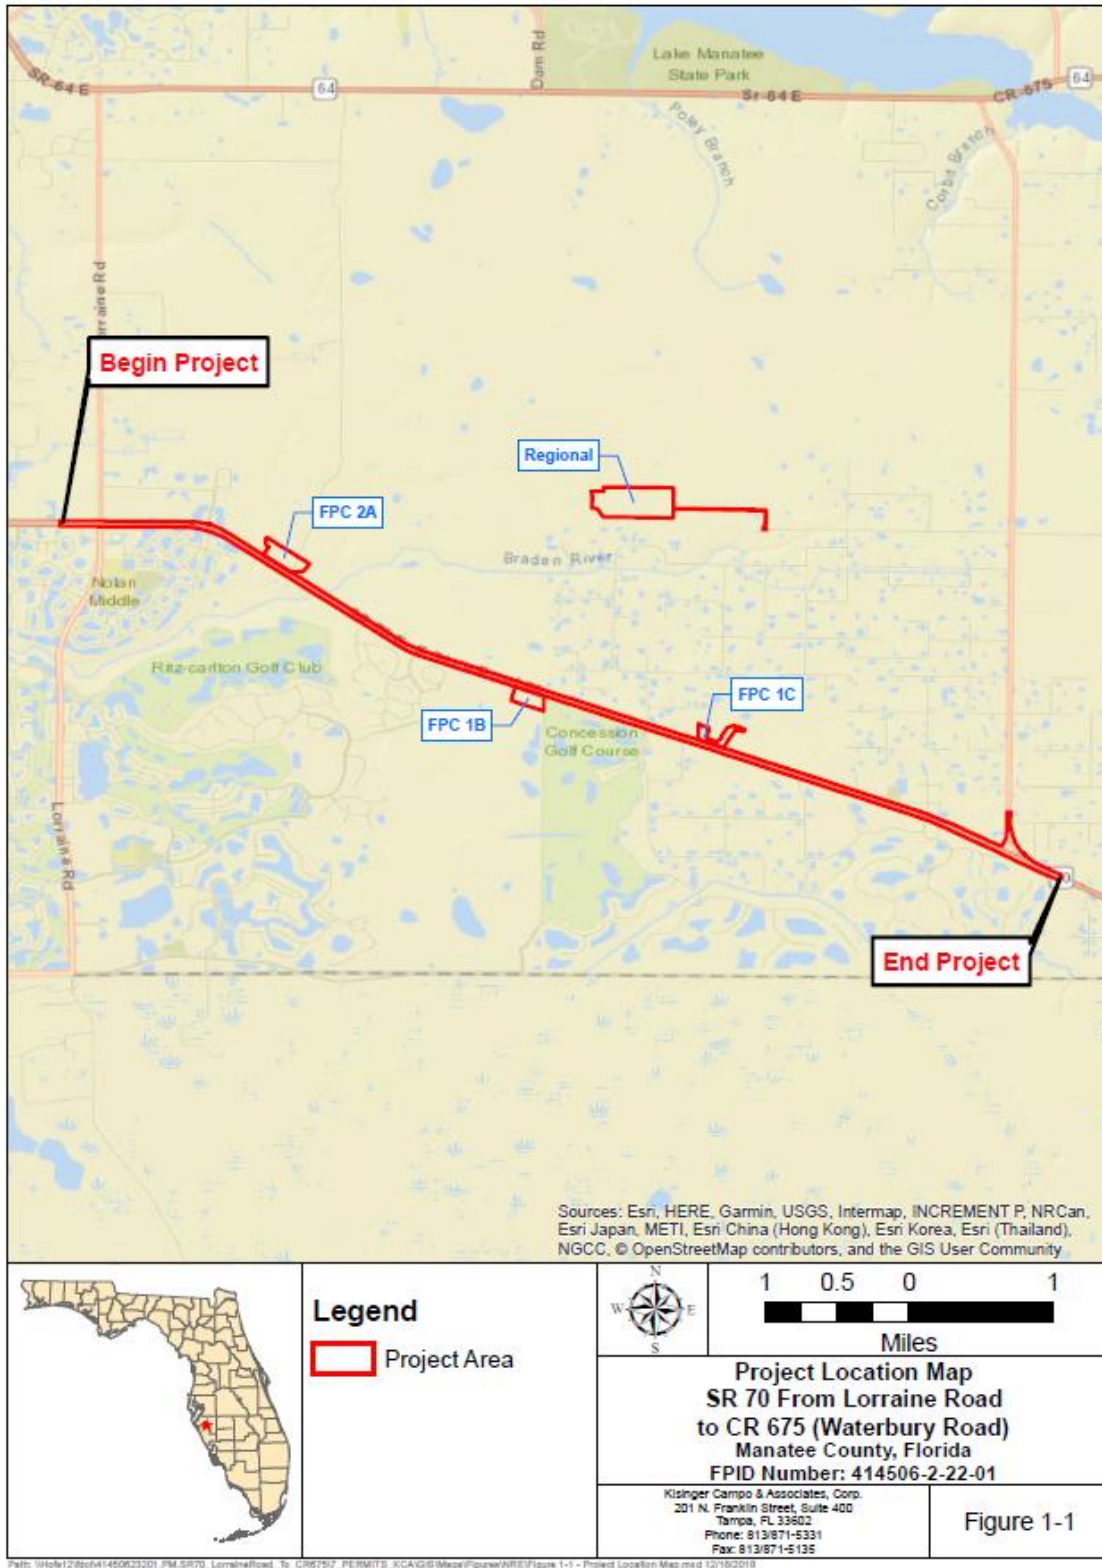 Lake Manatee
State Park
SR 64 E
64
Dam Rd
Sr 64 E
CR 675
64
Poley Branch
Corbit Branch
Lorraine Rd
Begin Project
Regional
FPC 2A
Braden River
Nolan
Middle
Ritz-carlton Golf Club
FPC 1C
FPC 1B
Concession
Golf Course
Lorraine Rd
End Project
Sources: Esri, HERE, Garmin, USGS, Intermap, INCREMENT P, NRCan,
Esri Japan, METI, Esri China (Hong Kong), Esri Korea, Esri (Thailand),
NGCC, © OpenStreetMap contributors, and the GIS User Community
Legend
Project Area
N
W E
S
1 0.5 0 1
Miles
Project Location Map
SR 70 From Lorraine Road
to CR 675 (Waterbury Road)
Manatee County, Florida
FPID Number: 414506-2-22-01
Kisinger Campo & Associates, Corp.
201 N. Franklin Street, Suite 400
Tampa, FL 33602
Phone: 813/871-5331
Fax: 813/871-5135
Figure 1-1